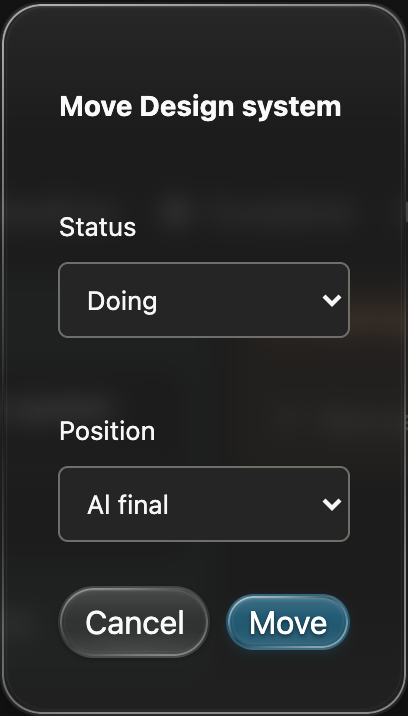 Move Design system
Status
Doing
Position
Al final
Cancel
Move